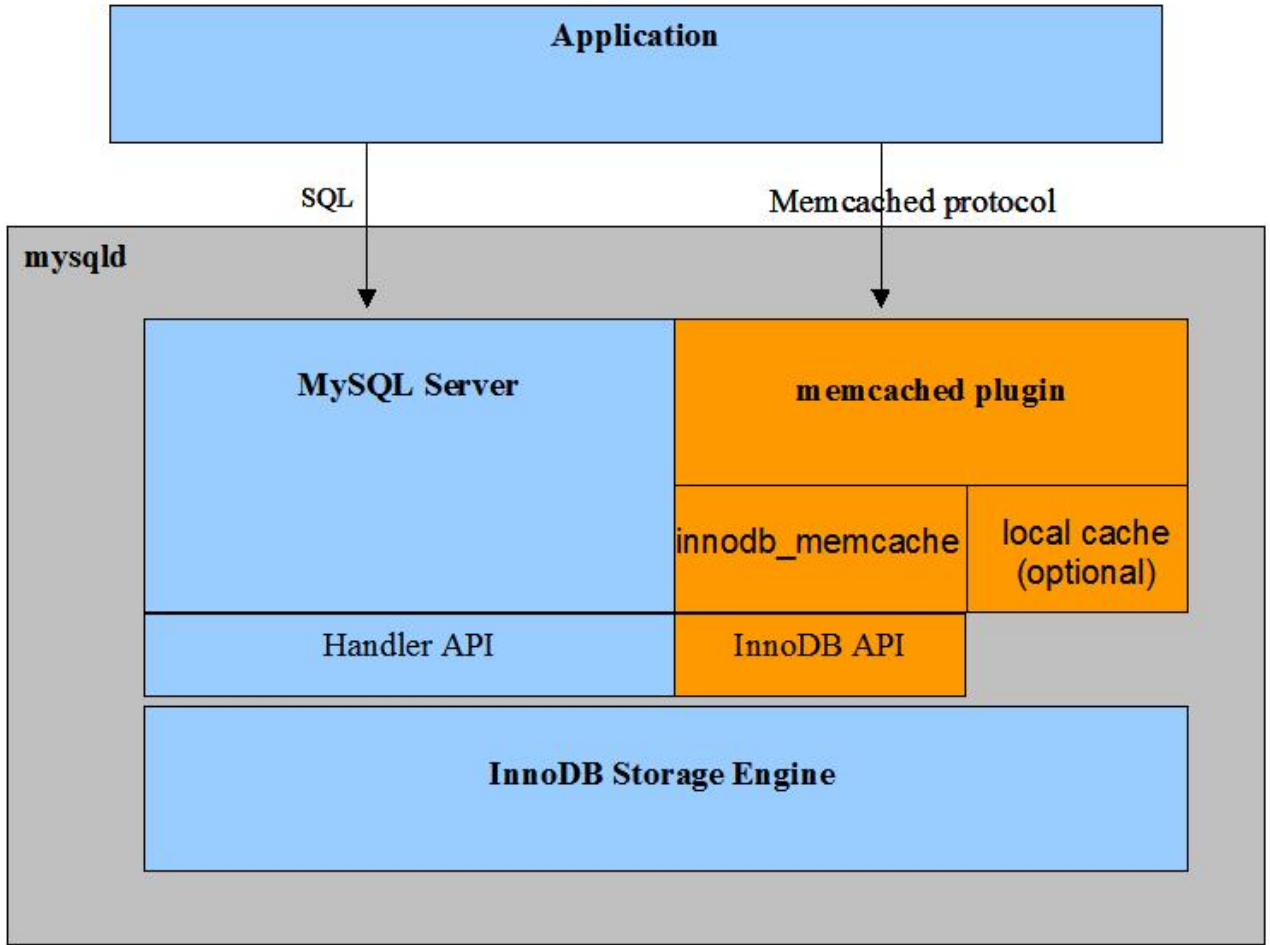 Application
SQL
Memcached protocol
mysqld
MySQL Server
memcached plugin
innodb_memcache
local cache
(optional)
Handler API
InnoDB API
InnoDB Storage Engine